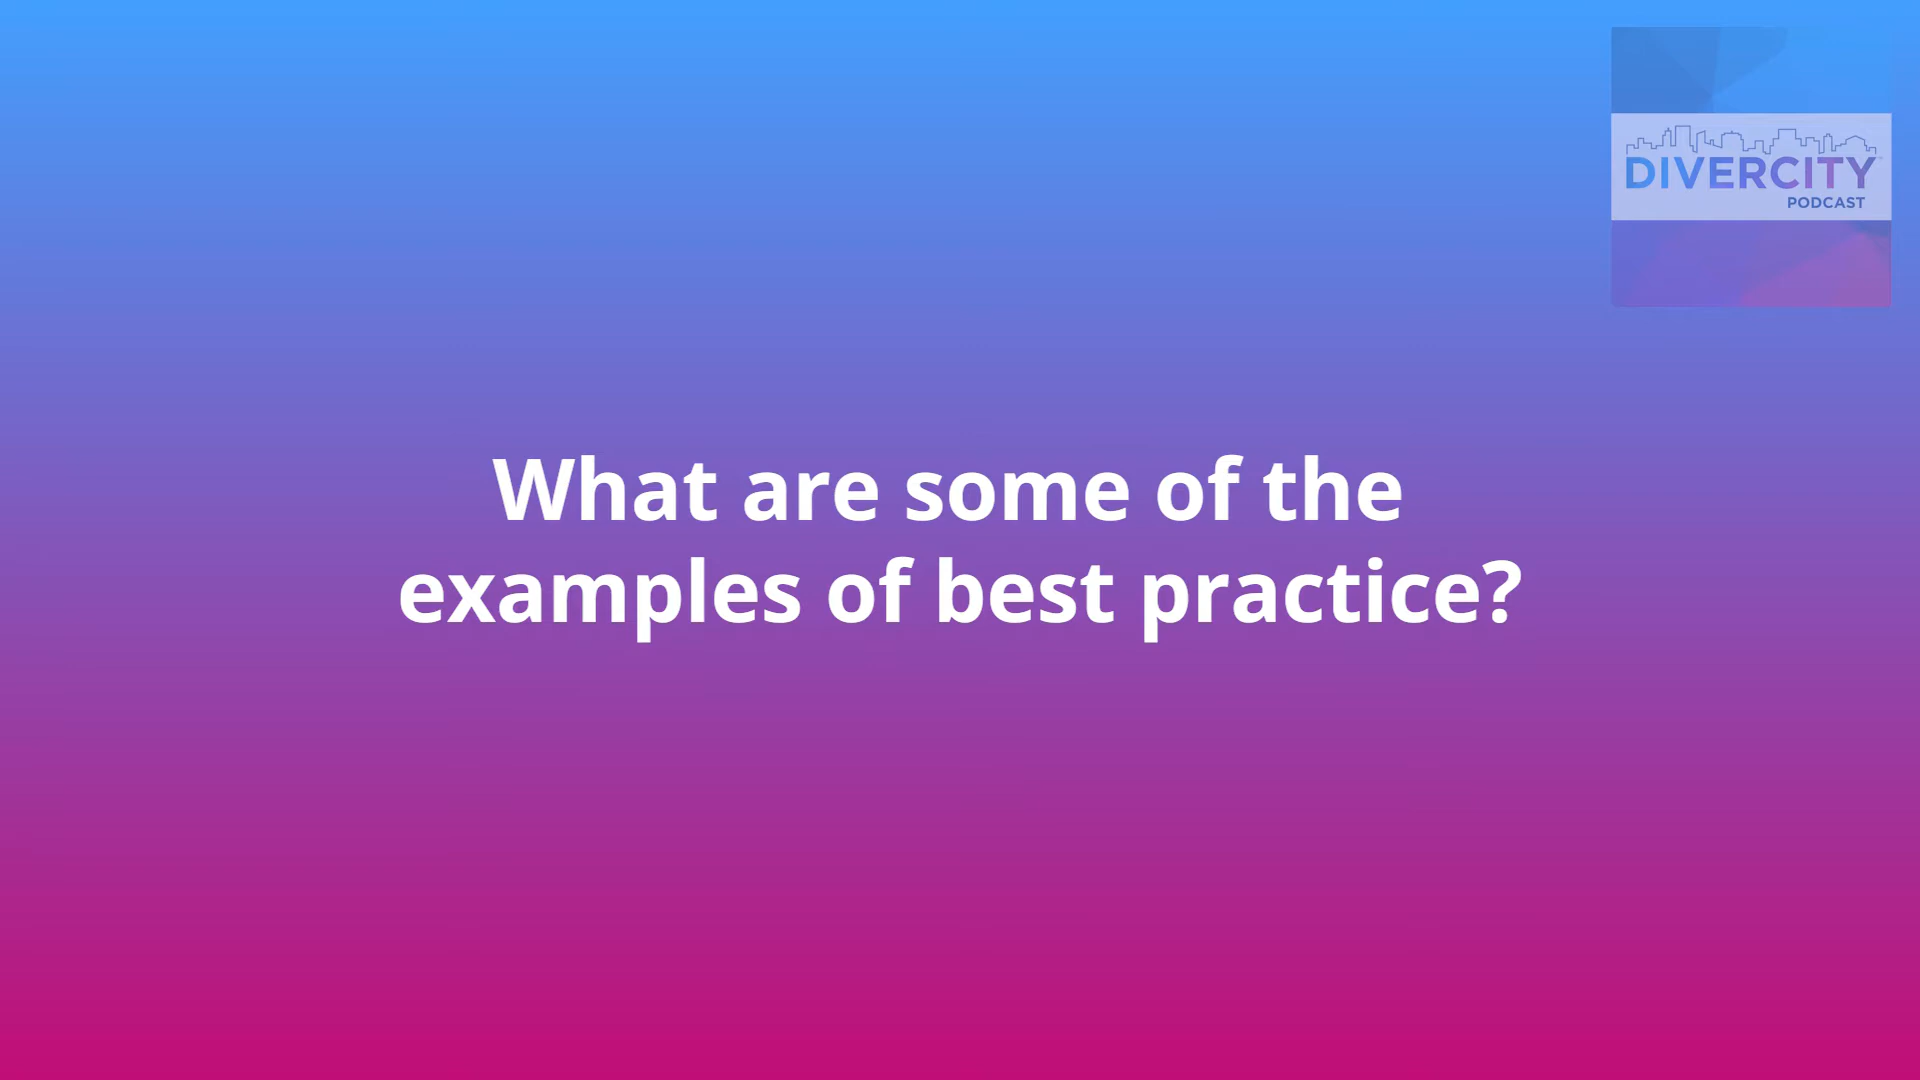 DIVERCITY
PODCAST
What are some of the
examples of best practice?